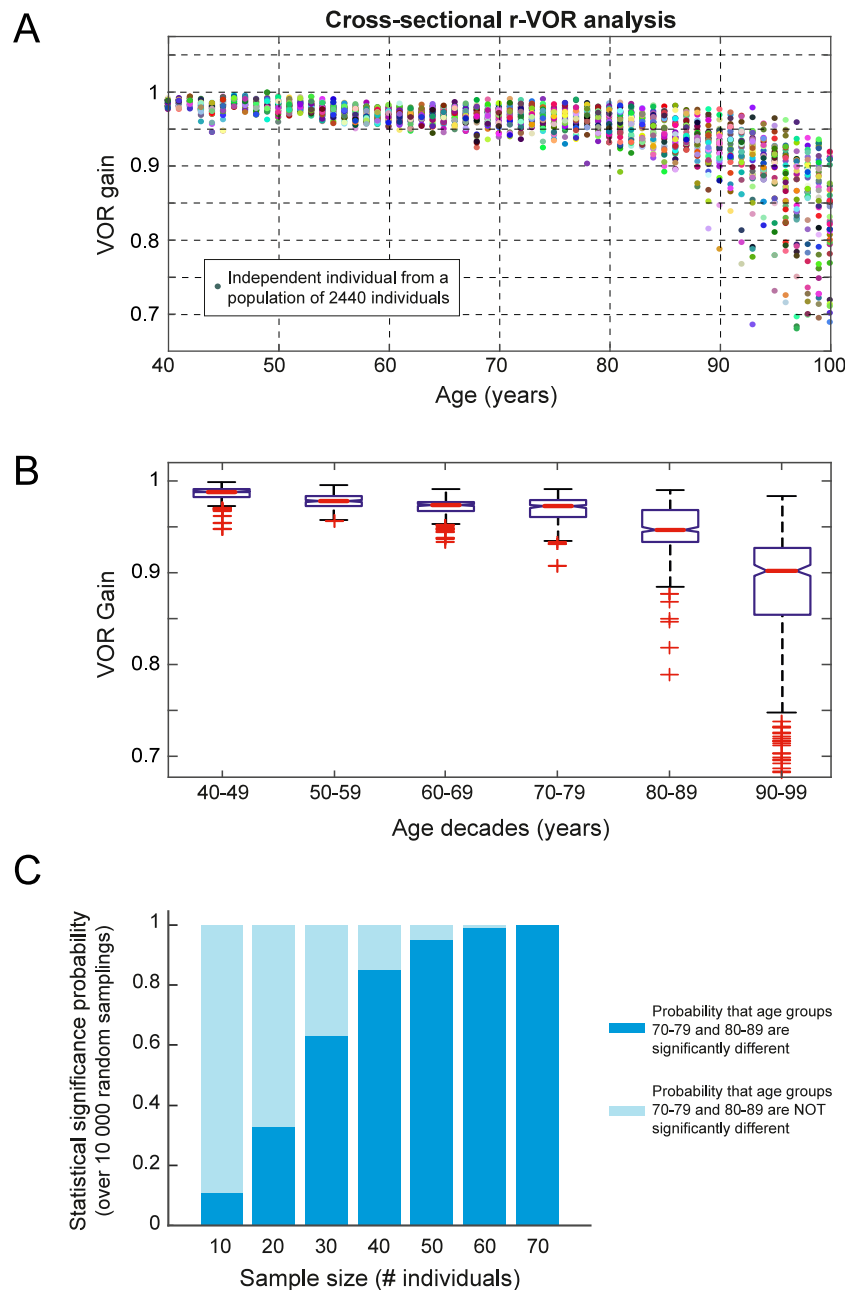 A
Cross-sectional r-VOR analysis
1
0.9
0.8
0.7
VOR gain
Independent individual from a
population of 2440 individuals
40 50 60 70 80 90 100
Age (years)
B
1
0.9
0.8
0.7
VOR Gain
40-49 50-59 60-69 70-79 80-89 90-99
Age decades (years)
C
Statistical significance probability
(over 10 000 random samplings)
1
0.8
0.6
0.4
0.2
0
10 20 30 40 50 60 70
Sample size (# individuals)
Probability that age groups
70-79 and 80-89 are
significantly different
Probability that age groups
70-79 and 80-89 are NOT
significantly different